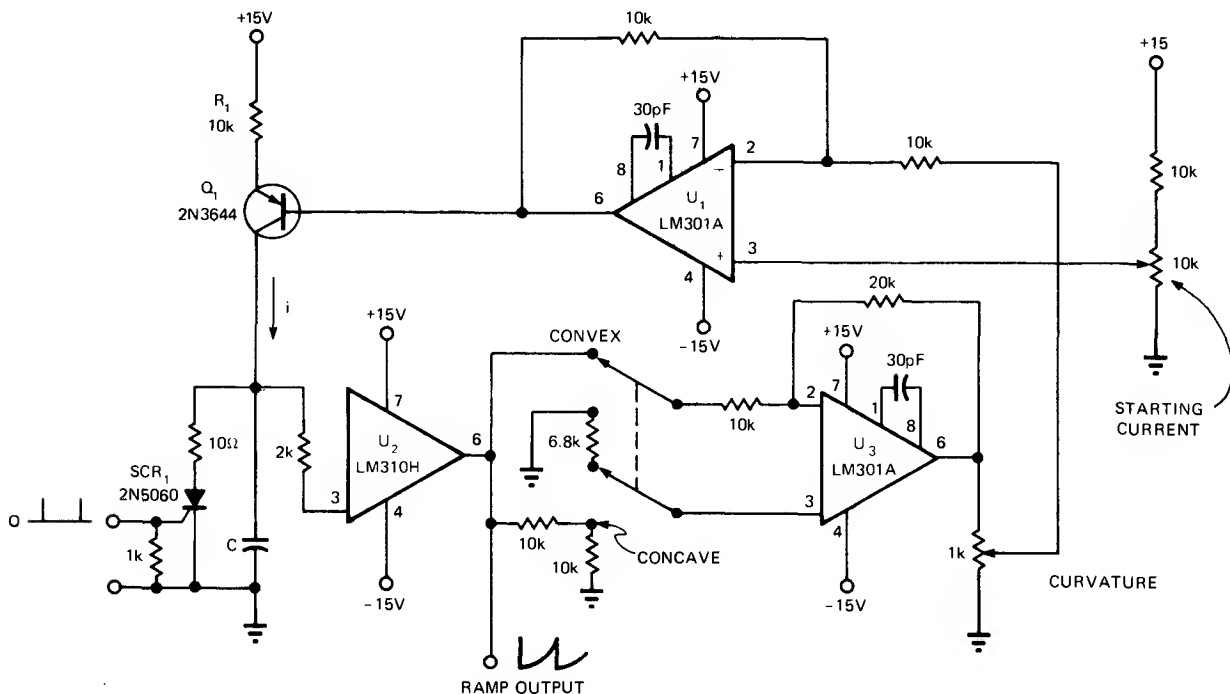 +15V
R1
10k
Q1
2N3644
i
10k
+15V
30pF
7
8
1
2
−
6
U1
LM301A
3
+
4
−15V
10k
+15
10k
10k
STARTING
CURRENT
10Ω
SCR1
2N5060
0
1k
C
2k
+15V
7
U2
LM310H
6
3
4
−15V
CONVEX
6.8k
10k
10k
CONCAVE
RAMP OUTPUT
10k
20k
+15V
30pF
7
1
8
2
U3
LM301A
6
3
4
−15V
1k
CURVATURE